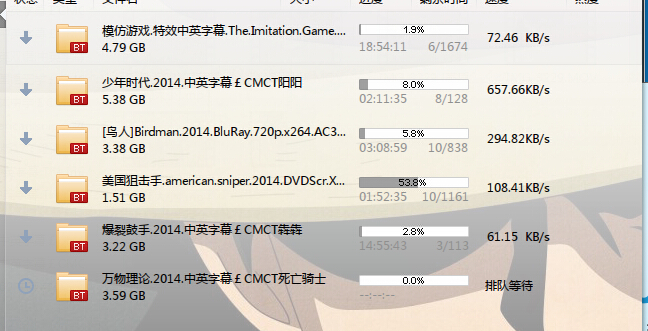 状态 类型 文件名 大小 进度 剩余时间 速度 热度
模仿游戏.特效中英字幕.The.Imitation.Game....
4.79 GB
BT
1.9%
18:54:11 6/1674
72.46 KB/s
少年时代.2014.中英字幕￡CMCT阳阳
5.38 GB
BT
8.0%
02:11:35 8/128
657.66KB/s
[鸟人]Birdman.2014.BluRay.720p.x264.AC3...
3.38 GB
BT
5.8%
03:08:59 10/838
294.82KB/s
美国狙击手.american.sniper.2014.DVDScr.X...
1.51 GB
BT
53.8%
01:52:35 10/1161
108.41KB/s
爆裂鼓手.2014.中英字幕￡CMCT犇犇
3.22 GB
BT
2.8%
14:55:43 3/113
61.15 KB/s
万物理论.2014.中英字幕￡CMCT死亡骑士
3.59 GB
BT
0.0%
--:--:--
排队等待